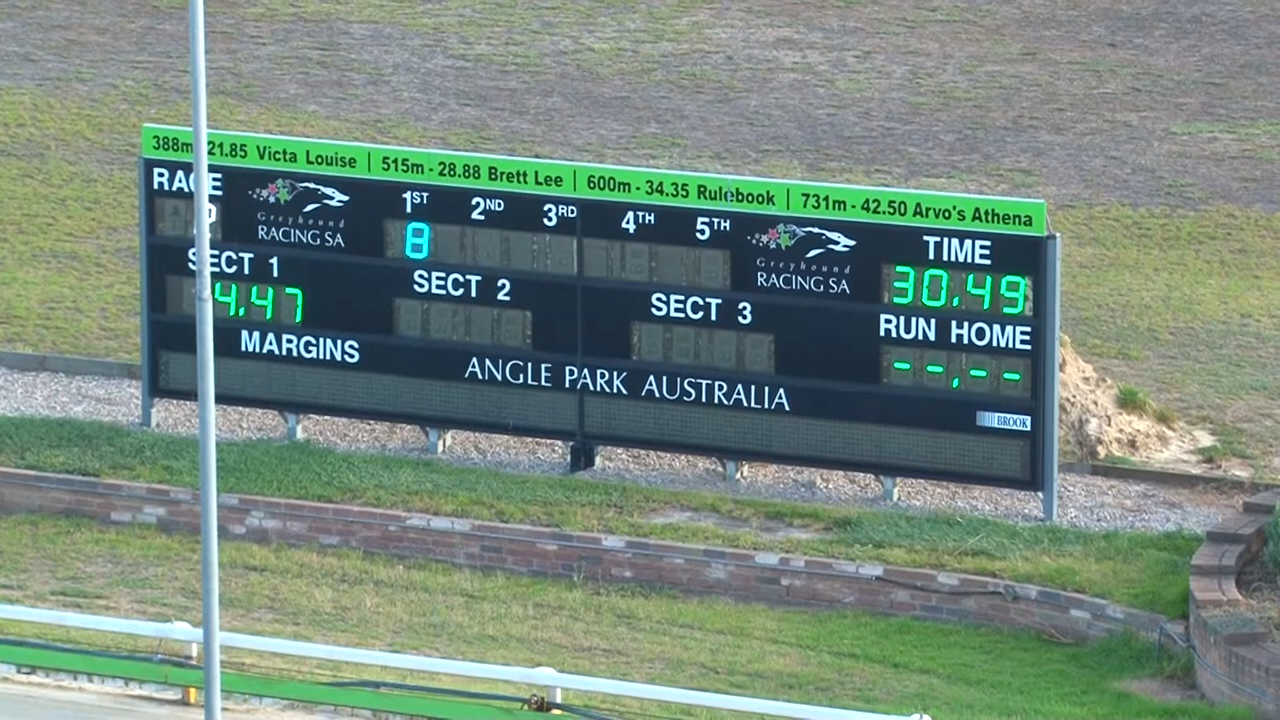 388m 21.85 Victa Louise | 515m - 28.88 Brett Lee | 600m - 34.35 Rulebook | 731m - 42.50 Arvo's Athena
RACE
Greyhound
RACING SA
1ST 2ND 3RD 4TH 5TH
8
Greyhound
RACING SA
TIME
30.49
SECT 1
4.47
SECT 2
SECT 3
RUN HOME
--.--
MARGINS
ANGLE PARK AUSTRALIA
BROOK